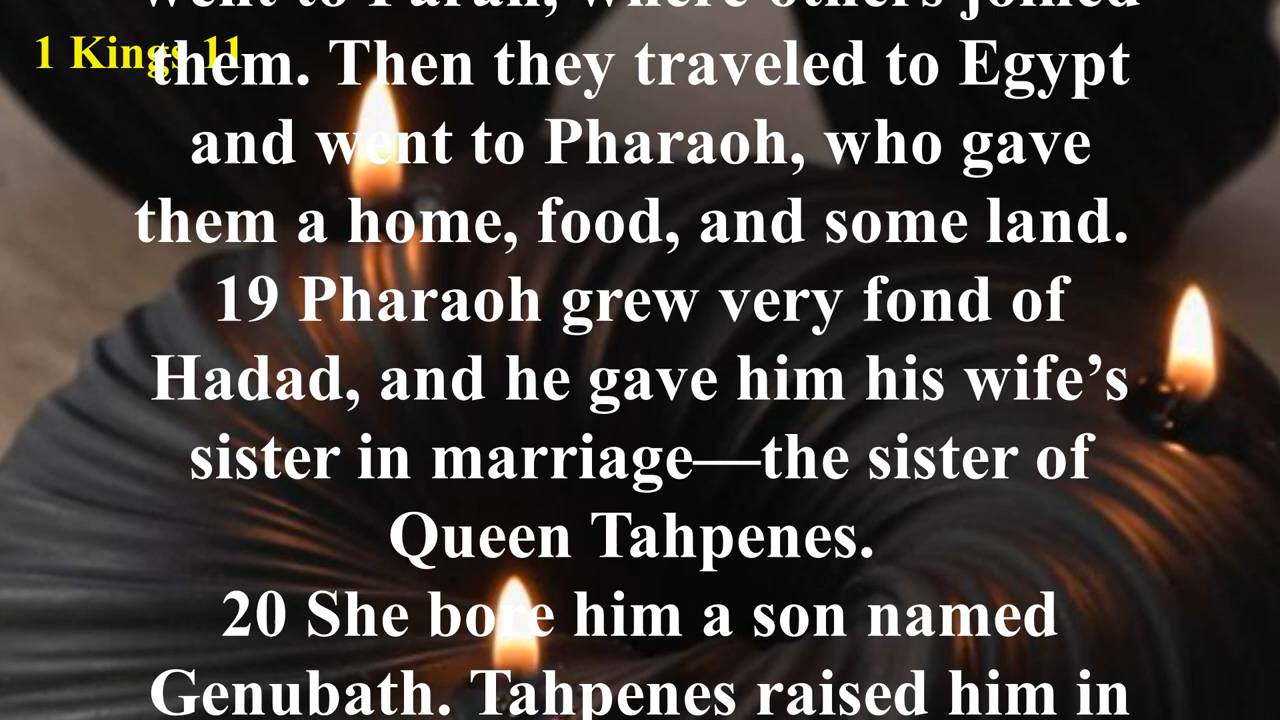 went to Paran, where others joined
1 Kings 11
them. Then they traveled to Egypt
and went to Pharaoh, who gave
them a home, food, and some land.
19 Pharaoh grew very fond of
Hadad, and he gave him his wife’s
sister in marriage—the sister of
Queen Tahpenes.
20 She bore him a son named
Genubath. Tahpenes raised him in